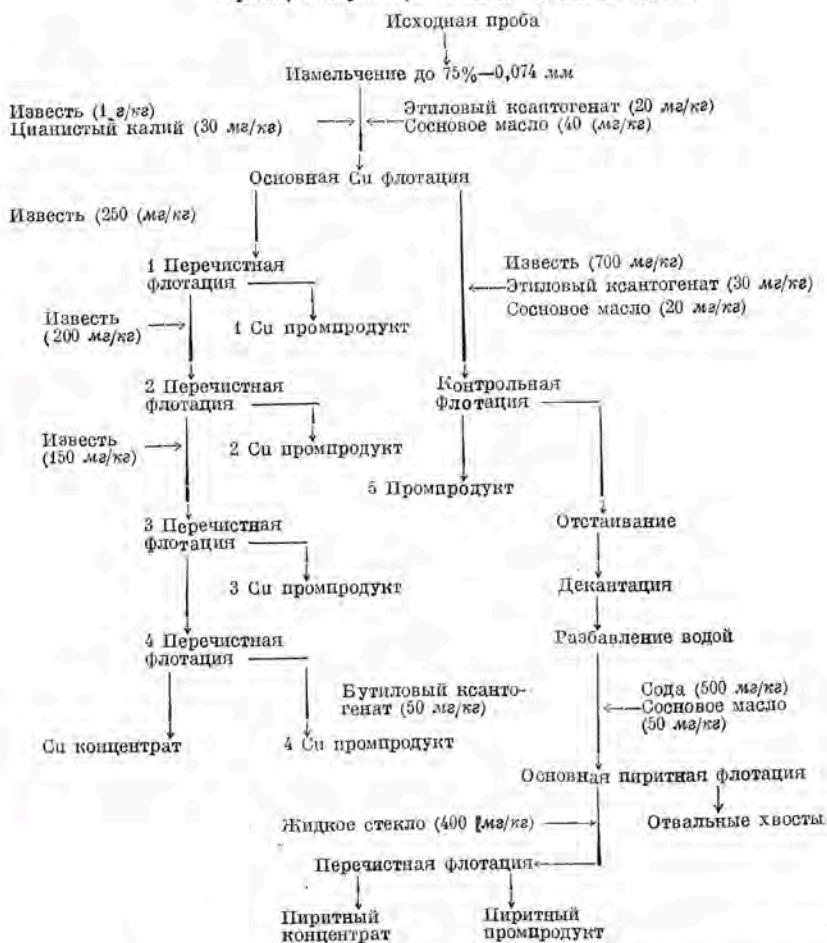 Исходная проба
Измельчение до 75%—0,074 мм
Известь (1 г/кг)
Цианистый калий (30 мг/кг)
Этиловый ксантогенат (20 мг/кг)
Сосновое масло (40 (мг/кг)
Основная Cu флотация
Известь (250 (мг/кг)
1 Перечистная
флотация
1 Cu промпродукт
Известь (700 мг/кг)
Этиловый ксантогенат (30 мг/кг)
Сосновое масло (20 мг/кг)
Известь
(200 мг/кг)
2 Перечистная
флотация
2 Cu промпродукт
Контрольная
Флотация
Известь
(150 мг/кг)
5 Промпродукт
3 Перечистная
флотация
3 Cu промпродукт
Отстаивание
Декантация
4 Перечистная
флотация
Разбавление водой
Бутиловый ксанто-
генат (50 мг/кг)
Сода (500 мг/кг)
Сосновое масло
(50 мг/кг)
Cu концентрат
4 Cu промпродукт
Основная пиритная флотация
Жидкое стекло (400 [мг/кг)
Отвальные хвосты
Перечистная флотация
Пиритный
концентрат
Пиритный
промпродукт